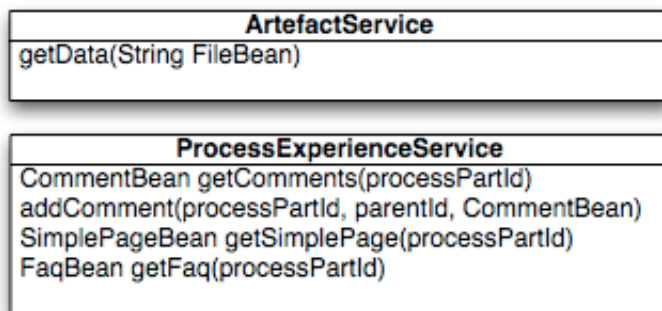 ArtefactService
getData(String FileBean)
ProcessExperienceService
CommentBean getComments(processPartId)
addComment(processPartId, parentId, CommentBean)
SimplePageBean getSimplePage(processPartId)
FaqBean getFaq(processPartId)